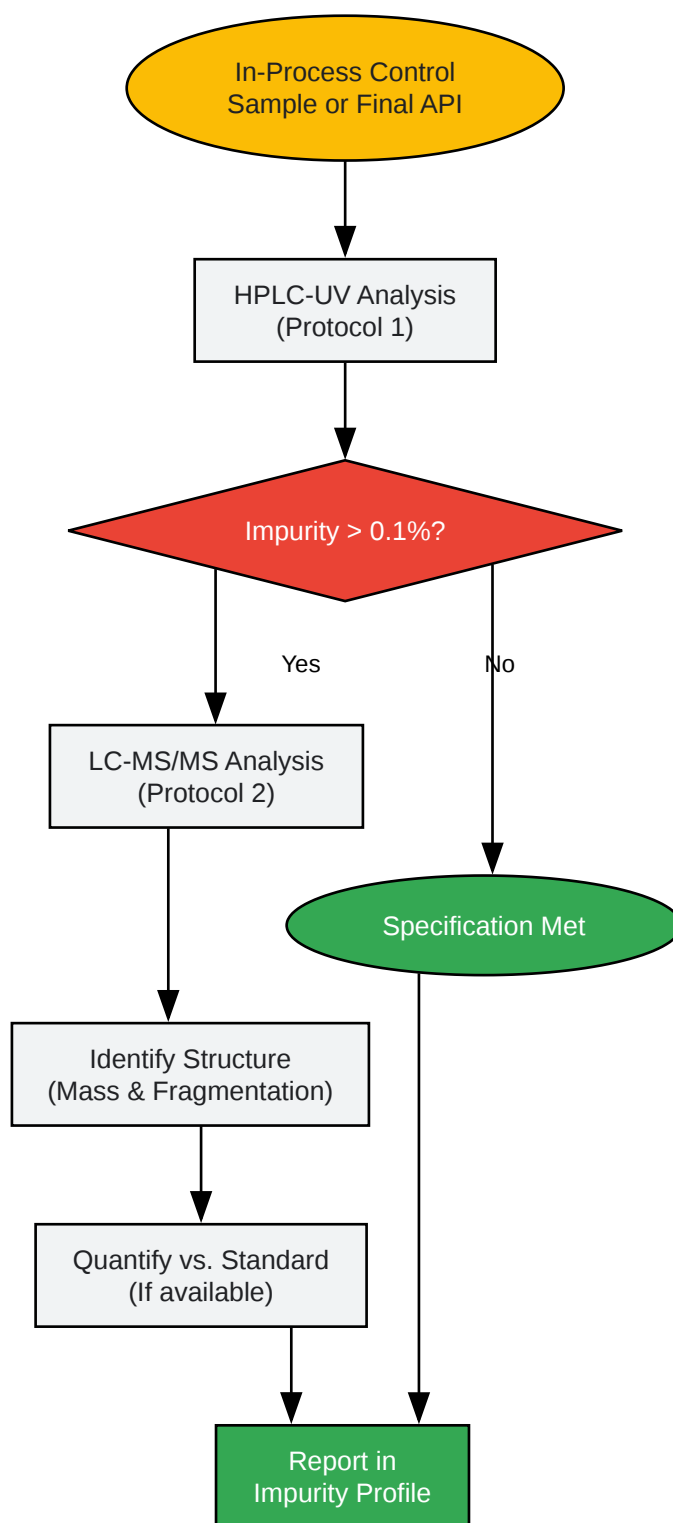 In-Process Control
Sample or Final API
HPLC-UV Analysis
(Protocol 1)
Impurity > 0.1%?
Yes
No
LC-MS/MS Analysis
(Protocol 2)
Specification Met
Identify Structure
(Mass & Fragmentation)
Quantify vs. Standard
(If available)
Report in
Impurity Profile